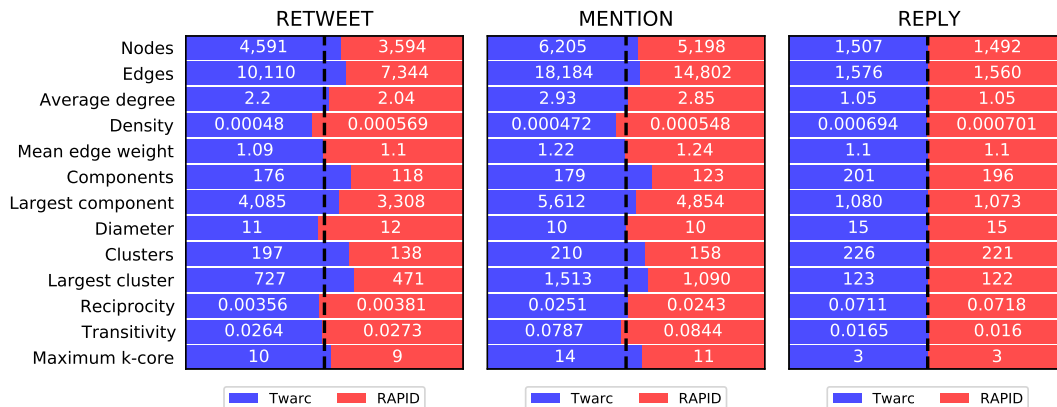 RETWEET MENTION REPLY
Nodes 4,591 3,594 6,205 5,198 1,507 1,492
Edges 10,110 7,344 18,184 14,802 1,576 1,560
Average degree 2.2 2.04 2.93 2.85 1.05 1.05
Density 0.00048 0.000569 0.000472 0.000548 0.000694 0.000701
Mean edge weight 1.09 1.1 1.22 1.24 1.1 1.1
Components 176 118 179 123 201 196
Largest component 4,085 3,308 5,612 4,854 1,080 1,073
Diameter 11 12 10 10 15 15
Clusters 197 138 210 158 226 221
Largest cluster 727 471 1,513 1,090 123 122
Reciprocity 0.00356 0.00381 0.0251 0.0243 0.0711 0.0718
Transitivity 0.0264 0.0273 0.0787 0.0844 0.0165 0.016
Maximum k-core 10 9 14 11 3 3
Twarc RAPID Twarc RAPID Twarc RAPID